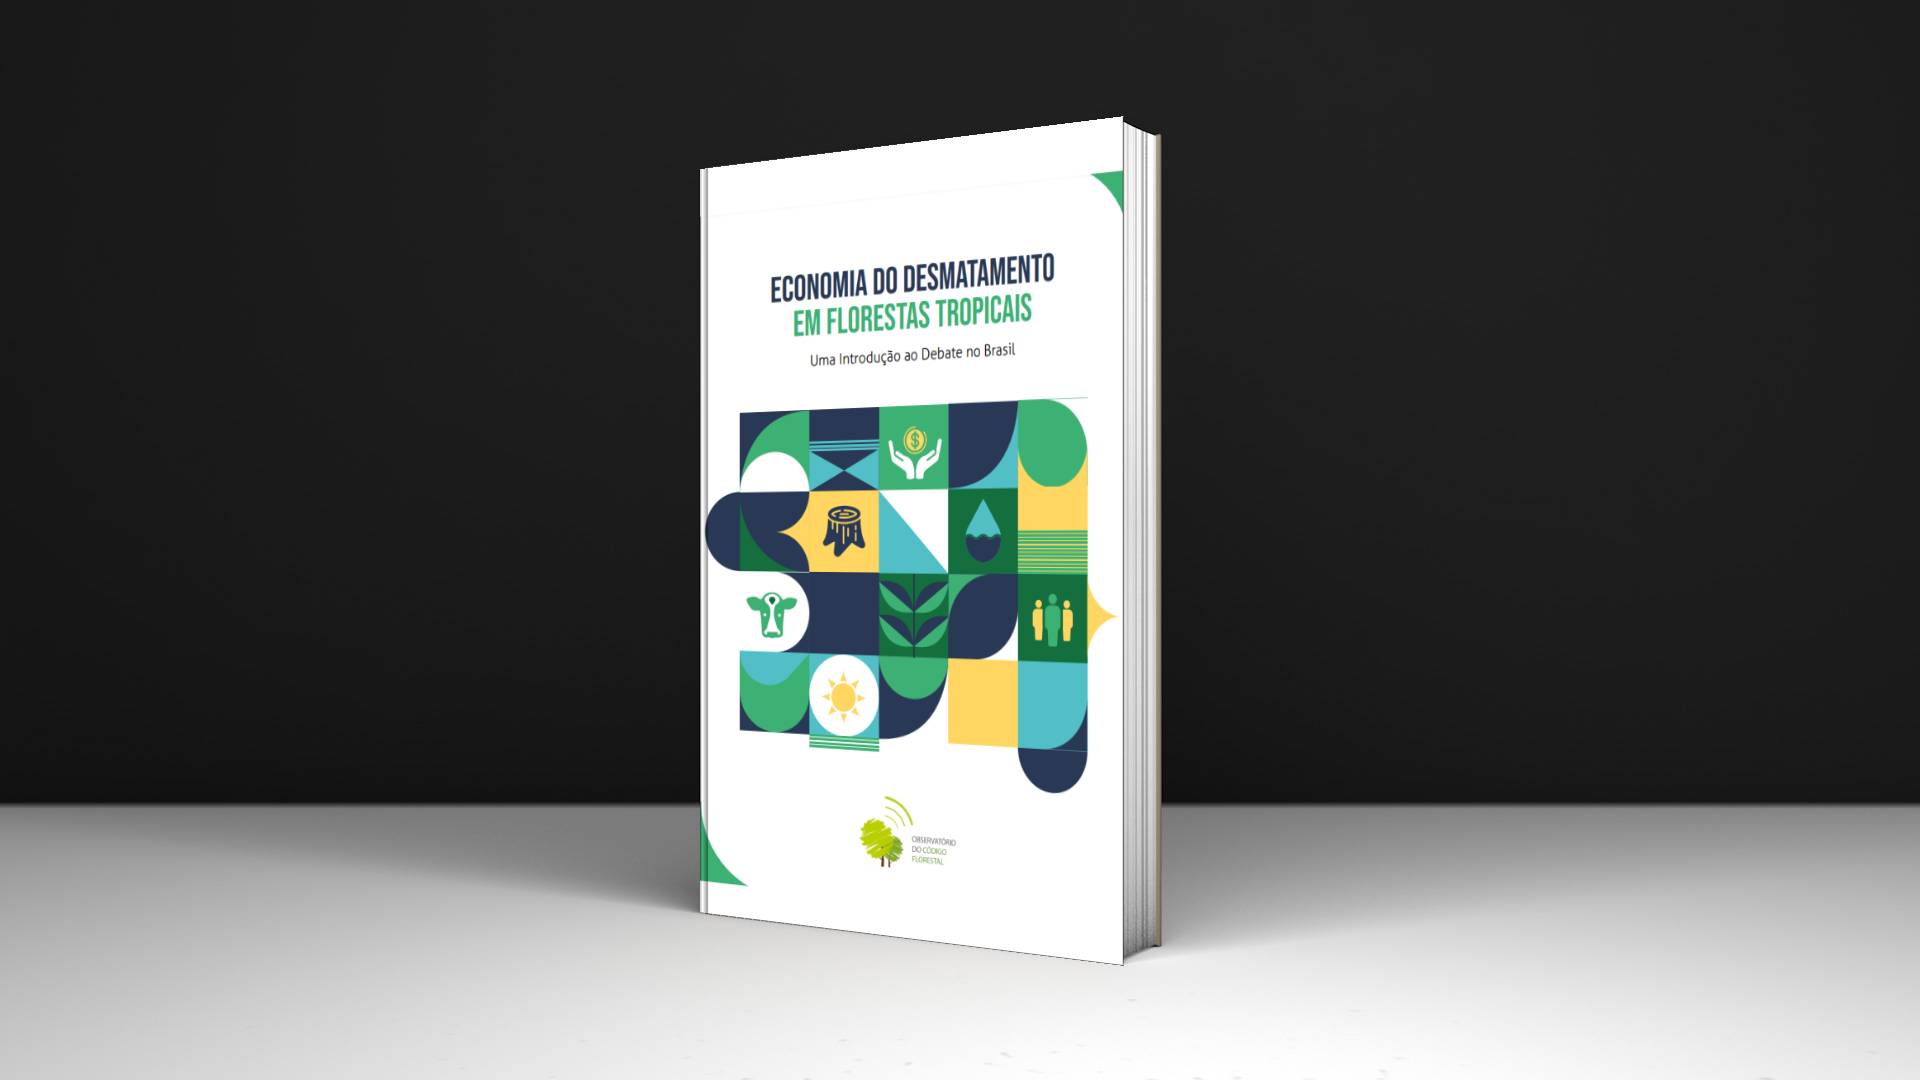 ECONOMIA DO DESMATAMENTO
EM FLORESTAS TROPICAIS
Uma Introdução ao Debate no Brasil
$
OBSERVATÓRIO
DO CÓDIGO
FLORESTAL